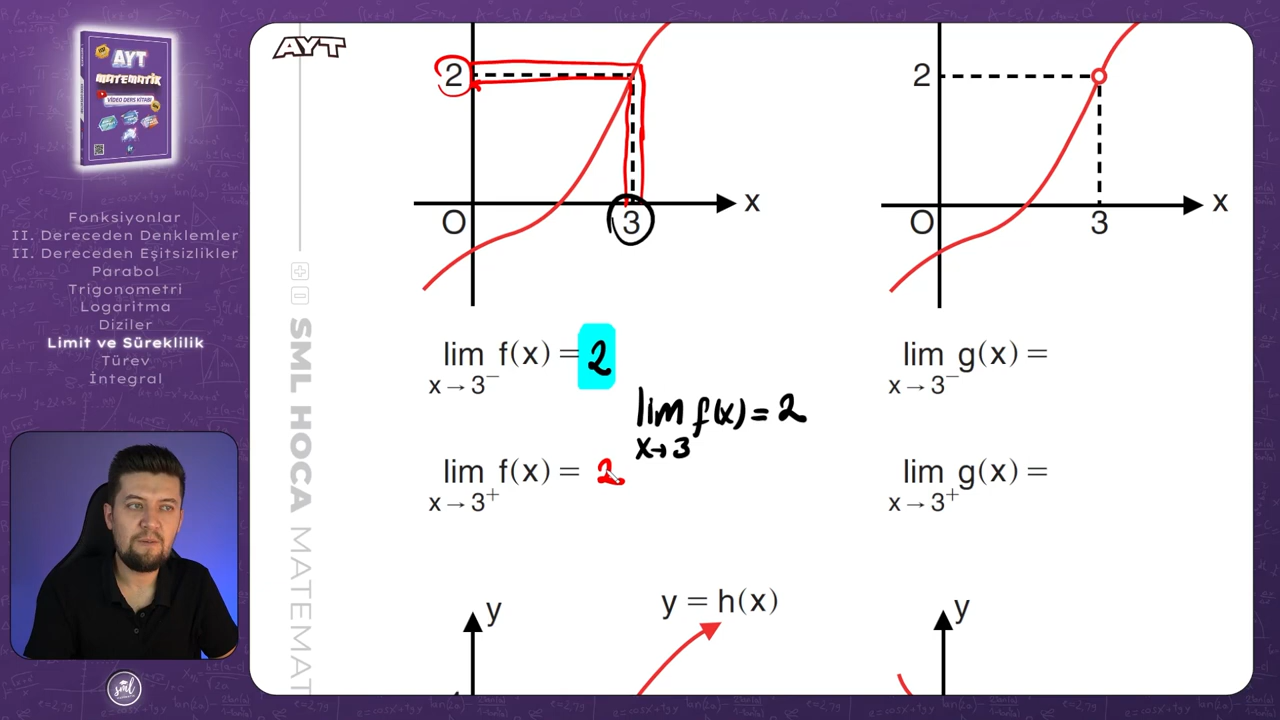 AYT
MATEMATİK
VİDEO DERS KİTABI
Fonksiyonlar
II. Dereceden Denklemler
II. Dereceden Eşitsizlikler
Parabol
Trigonometri
Logaritma
Diziler
Limit ve Süreklilik
Türev
İntegral
sml
AYT
SML HOCA MATEMAT
2
O
3
x
lim f(x) = 2
x → 3⁻
lim f(x) = 2
x → 3
lim f(x) = 2
x → 3⁺
2
O
3
x
lim g(x) =
x → 3⁻
lim g(x) =
x → 3⁺
y
y = h(x)
y